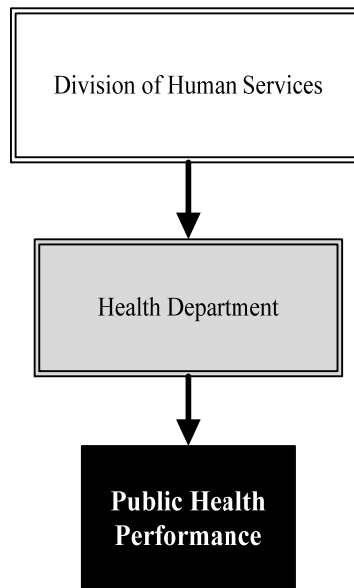 Division of Human Services
Health Department
Public Health
Performance